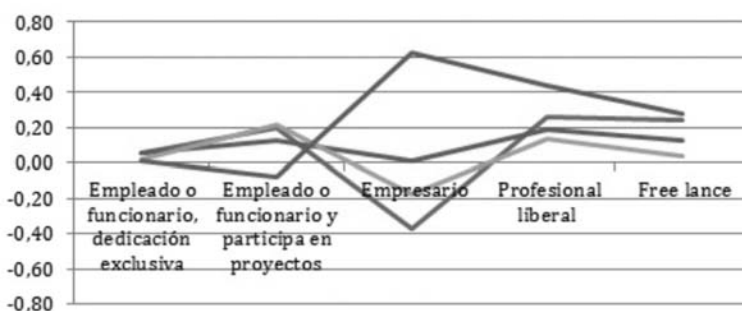 0,80
0,60
0,40
0,20
0,00
-0,20
-0,40
-0,60
-0,80
Empleado o
funcionario,
dedicación
exclusiva
Empleado o
funcionario y
participa en
proyectos
Empresario
Profesional
liberal
Free lance